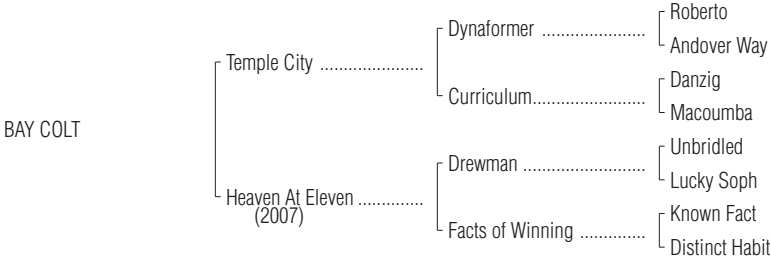 Roberto
Dynaformer ......................
Andover Way
Temple City ......................
Danzig
Curriculum........................
Macoumba
BAY COLT
Unbridled
Drewman ..........................
Lucky Soph
Heaven At Eleven ..............
(2007)
Known Fact
Facts of Winning ..............
Distinct Habit